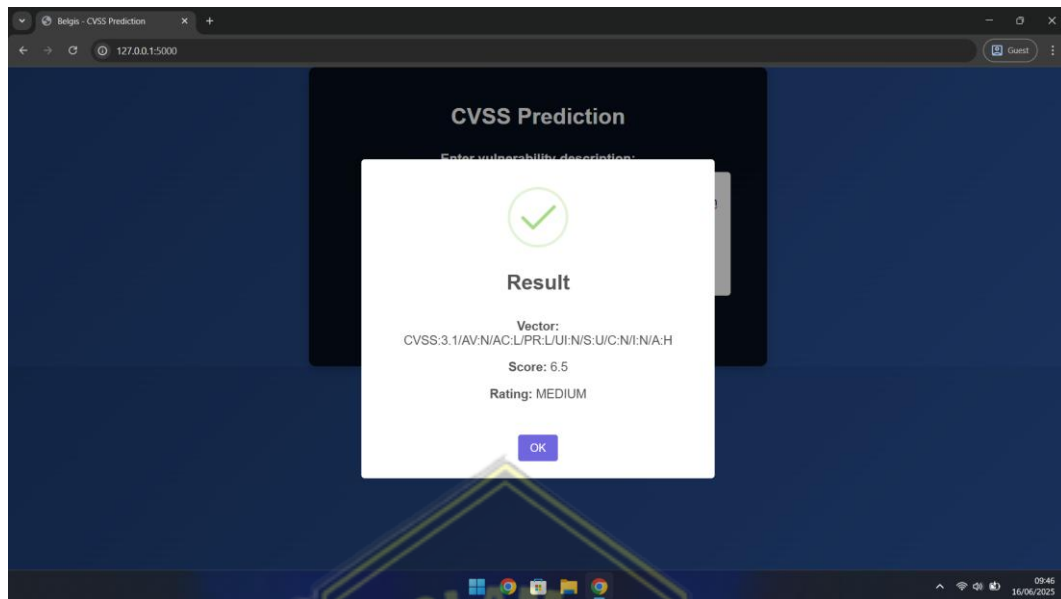 Belgis - CVSS Prediction
127.0.0.1:5000
Guest
CVSS Prediction
Enter vulnerability description:
Result
Vector:
CVSS:3.1/AV:N/AC:L/PR:L/UI:N/S:U/C:N/I:N/A:H
Score: 6.5
Rating: MEDIUM
OK
09:46
16/06/2025